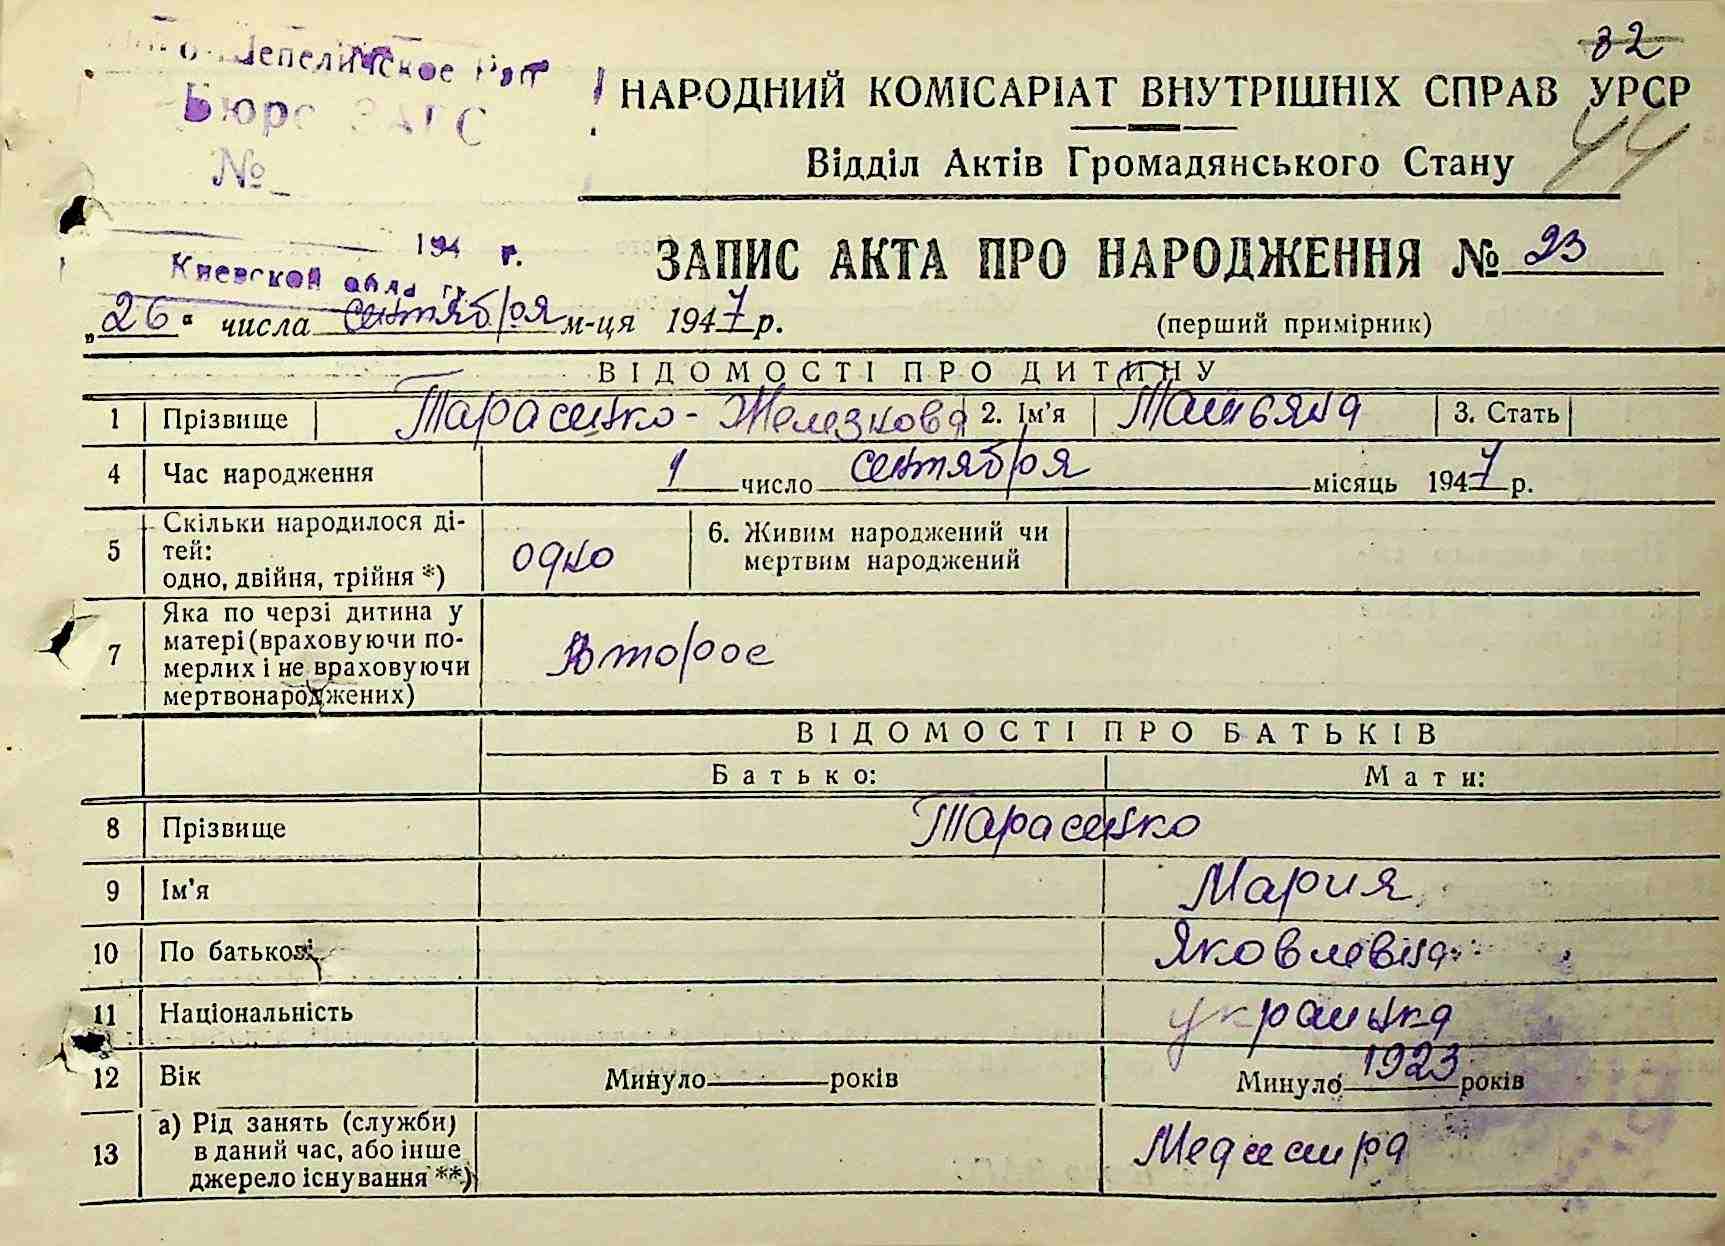 32
Бюро ЗАГС
№
44
НАРОДНИЙ КОМІСАРІАТ ВНУТРІШНІХ СПРАВ УРСР
Відділ Актів Громадянського Стану
194 г.
Киевской
ЗАПИС АКТА ПРО НАРОДЖЕННЯ № 23
„26“ числа сентября м-ця 1947 р. (перший примірник)
ВІДОМОСТІ ПРО ДИТИНУ
1 Прізвище Тарасенко-Железнова 2. Ім'я Татьяна 3. Стать
4 Час народження 1 число сентября місяць 1947 р.
5 Скільки народилося ді-
тей:
одно, двійня, трійня *) одно 6. Живим народжений чи
мертвим народжений
7 Яка по черзі дитина у
матері (враховуючи по-
мерлих і не враховуючи
мертвонароджених) Второе
ВІДОМОСТІ ПРО БАТЬКІВ
Батько: Мати:
8 Прізвище Тарасенко
9 Ім'я Мария
10 По батькові Яковлевна
11 Національність украинка
12 Вік Минуло років Минуло 1923 років
13 а) Рід занять (служби)
в даний час, або інше
джерело існування **) Медсестра